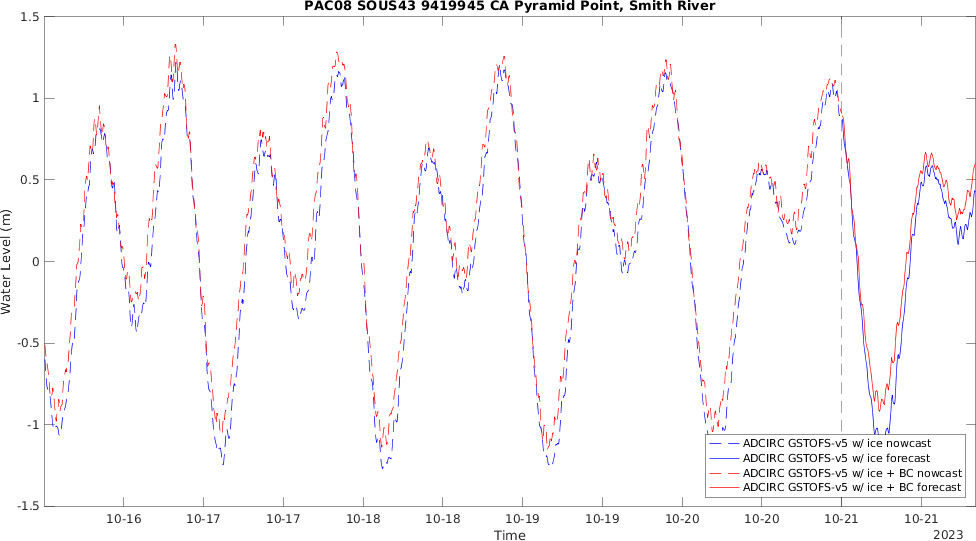 PAC08 SOUS43 9419945 CA Pyramid Point, Smith River
1.5
1
0.5
0
-0.5
-1
-1.5
Water Level (m)
ADCIRC GSTOFS-v5 w/ ice nowcast
ADCIRC GSTOFS-v5 w/ ice forecast
ADCIRC GSTOFS-v5 w/ ice + BC nowcast
ADCIRC GSTOFS-v5 w/ ice + BC forecast
10-16 10-17 10-17 10-18 10-18 10-19 10-19 10-20 10-20 10-21 10-21
Time
2023